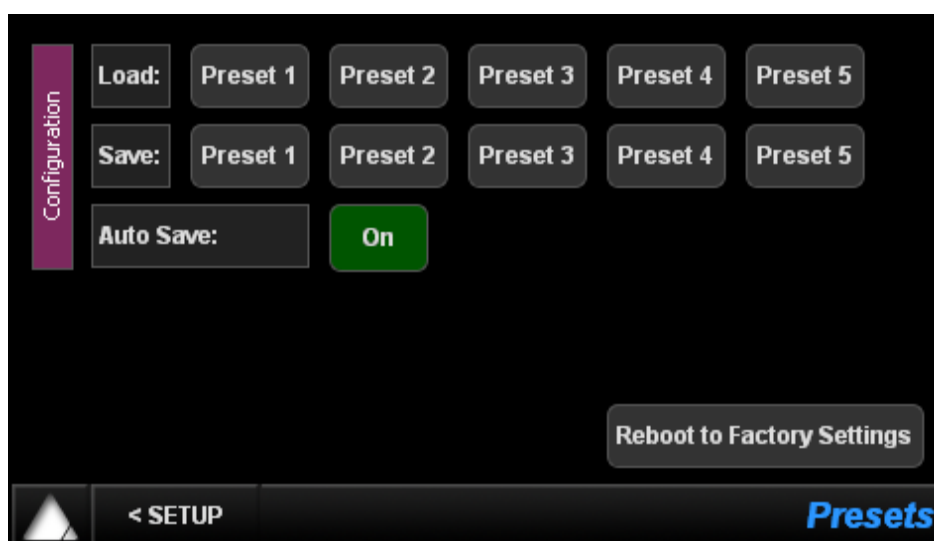 Configuration
Load: Preset 1 Preset 2 Preset 3 Preset 4 Preset 5
Save: Preset 1 Preset 2 Preset 3 Preset 4 Preset 5
Auto Save: On
Reboot to Factory Settings
< SETUP Presets